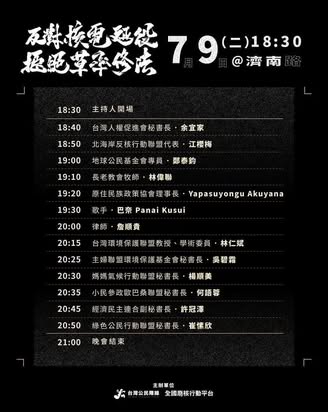 反對核電延役
拒絕草率修法
7月9日(二)18:30
@濟南路
18:30 主持人開場
18:40 台灣人權促進會秘書長・余宜家
18:50 北海岸反核行動聯盟代表・江櫻梅
19:00 地球公民基金會專員・鄭泰鈞
19:10 長老教會牧師・林偉聯
19:20 原住民族政策協會理事長・Yapasuyongu Akuyana
19:30 歌手・巴奈 Panai Kusui
20:00 律師・詹順貴
20:15 台灣環境保護聯盟教授、學術委員・林仁斌
20:25 主婦聯盟環境保護基金會秘書長・吳碧霜
20:30 媽媽氣候行動聯盟秘書長・楊順美
20:35 小民參政歐巴桑聯盟秘書長・何語蓉
20:45 經濟民主連合副秘書長・許冠澤
20:50 綠色公民行動聯盟秘書長・崔愫欣
21:00 晚會結束
主辦單位
台灣公民陣線 全國廢核行動平台